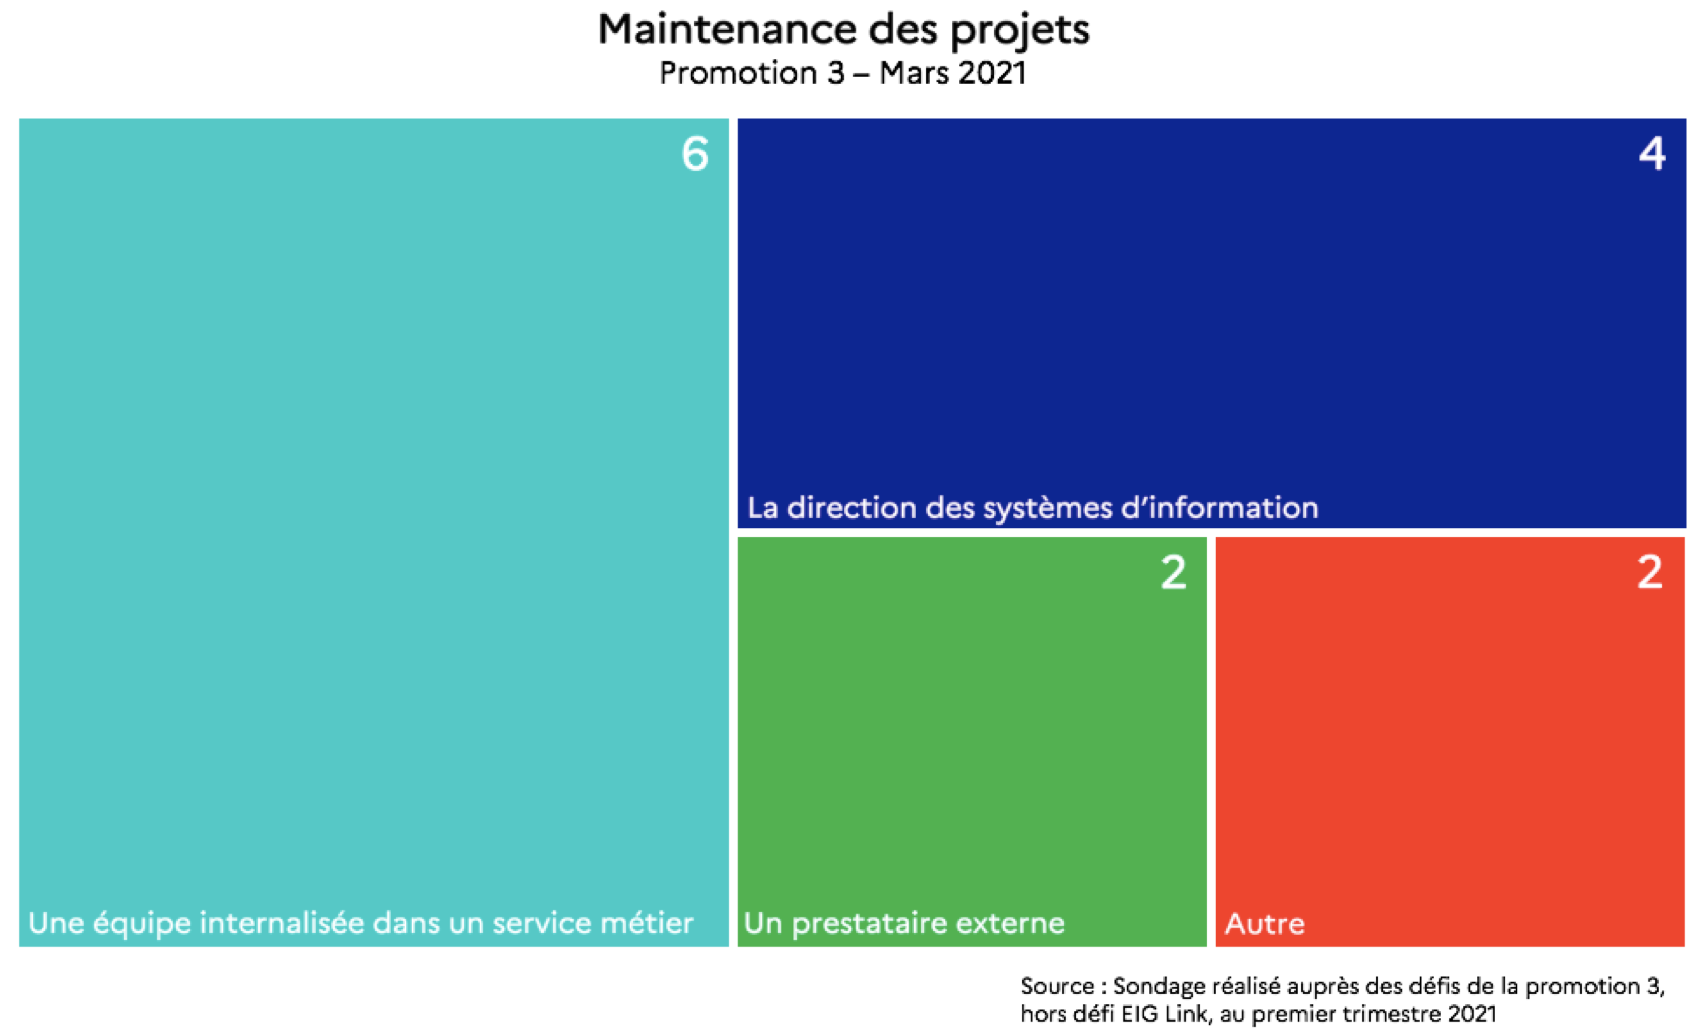 Maintenance des projets
Promotion 3 – Mars 2021
6
Une équipe internalisée dans un service métier
4
La direction des systèmes d’information
2
Un prestataire externe
2
Autre
Source : Sondage réalisé auprès des défis de la promotion 3,
hors défi EIG Link, au premier trimestre 2021